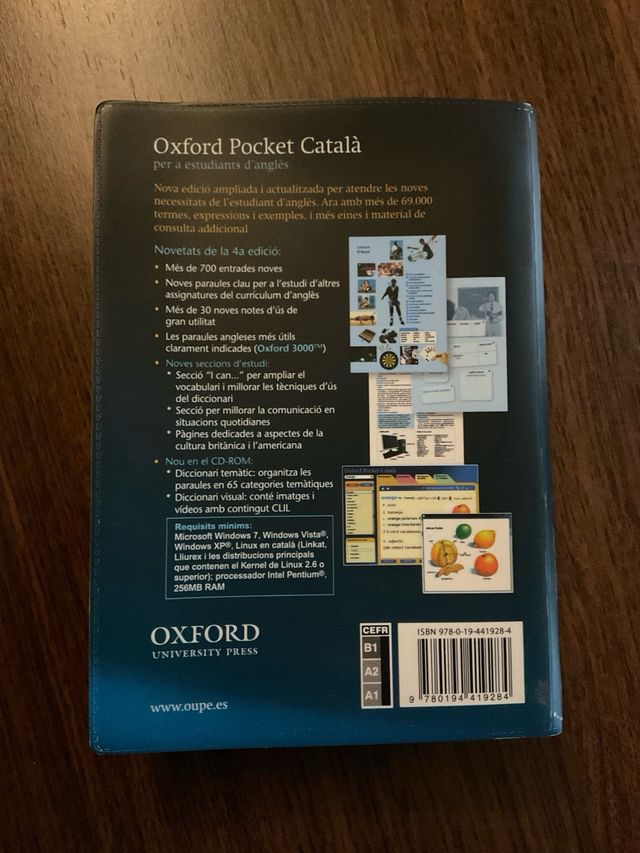 Oxford Pocket Català
per a estudiants d'anglès
Nova edició ampliada i actualitzada per atendre les noves
necessitats de l'estudiant d'anglès. Ara amb més de 69.000
termes, expressions i exemples, i més eines i material de
consulta addicional
Novetats de la 4a edició:
• Més de 700 entrades noves
• Noves paraules clau per a l'estudi d'altres
assignatures del currículum d'anglès
• Més de 30 noves notes d'ús de
gran utilitat
• Les paraules angleses més útils
clarament indicades (Oxford 3000™)
• Noves seccions d'estudi:
* Secció "I can..." per ampliar el
vocabulari i millorar les tècniques d'ús
del diccionari
* Secció per millorar la comunicació en
situacions quotidianes
* Pàgines dedicades a aspectes de la
cultura britànica i l'americana
• Nou en el CD-ROM:
* Diccionari temàtic: organitza les
paraules en 65 categories temàtiques
* Diccionari visual: conté imatges i
vídeos amb contingut CLIL
Requisits mínims:
Microsoft Windows 7, Windows Vista®,
Windows XP®, Linux en català (Linkat,
Lliurex i les distribucions principals
que contenen el Kernel de Linux 2.6 o
superior); processador Intel Pentium®,
256MB RAM
Oxford Pocket Català
orange
OXFORD
UNIVERSITY PRESS
www.oupe.es
CEFR
B1
A2
A1
ISBN 978-0-19-441928-4
9 780194 419284